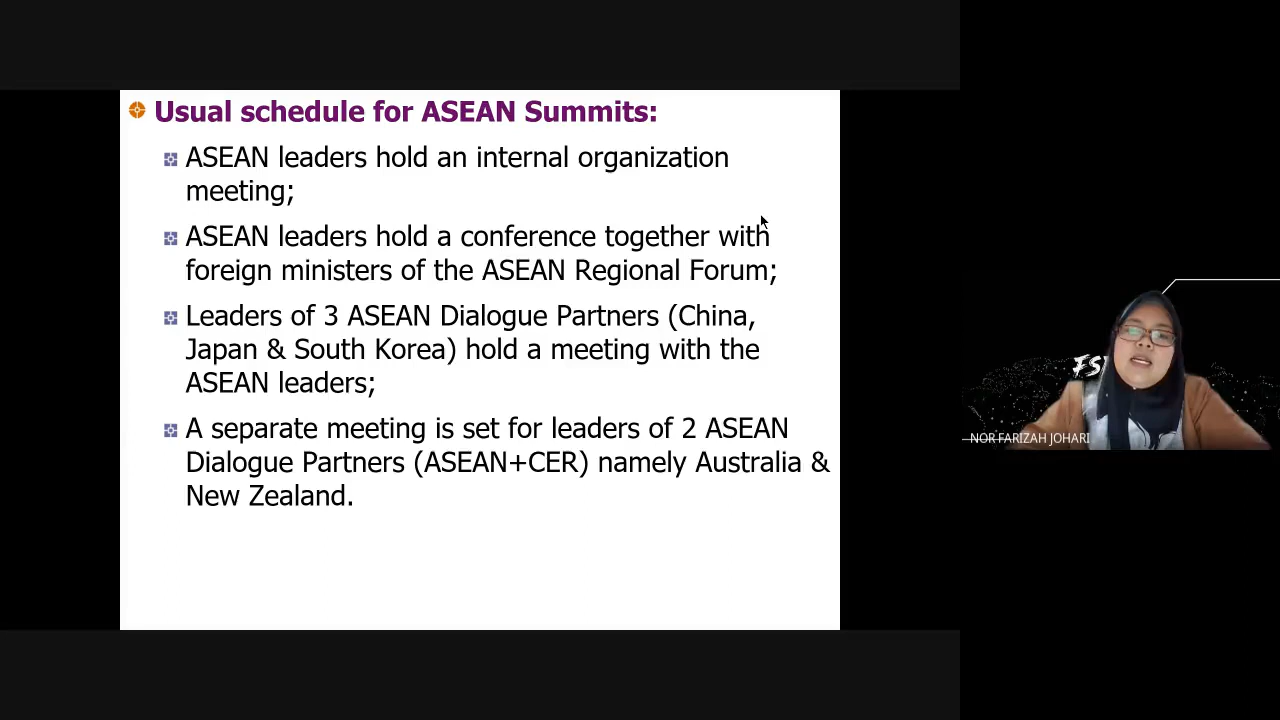 Usual schedule for ASEAN Summits:
ASEAN leaders hold an internal organization
meeting;
ASEAN leaders hold a conference together with
foreign ministers of the ASEAN Regional Forum;
Leaders of 3 ASEAN Dialogue Partners (China,
Japan & South Korea) hold a meeting with the
ASEAN leaders;
A separate meeting is set for leaders of 2 ASEAN
Dialogue Partners (ASEAN+CER) namely Australia &
New Zealand.
NOR FARIZAH JOHARI